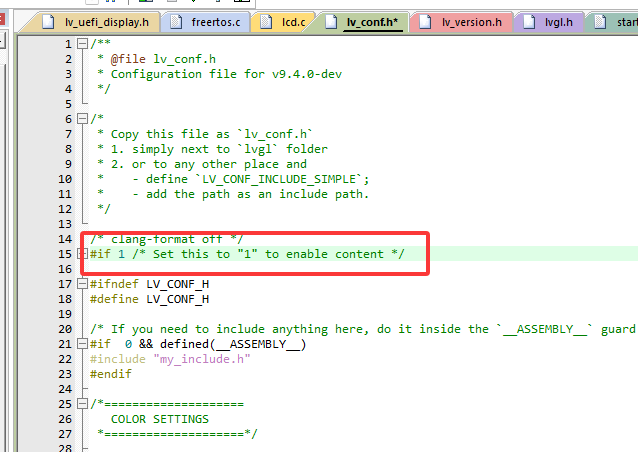 lv_uefi_display.h freertos.c lcd.c lv_conf.h* lv_version.h lvgl.h
1 /**
2 * @file lv_conf.h
3 * Configuration file for v9.4.0-dev
4 */
5
6 /*
7 * Copy this file as `lv_conf.h`
8 * 1. simply next to `lvgl` folder
9 * 2. or to any other place and
10 * - define `LV_CONF_INCLUDE_SIMPLE`;
11 * - add the path as an include path.
12 */
13
14 /* clang-format off */
15 #if 1 /* Set this to "1" to enable content */
16
17 #ifndef LV_CONF_H
18 #define LV_CONF_H
19
20 /* If you need to include anything here, do it inside the `__ASSEMBLY__` guard
21 #if 0 && defined(__ASSEMBLY__)
22 #include "my_include.h"
23 #endif
24
25 /*====================
26 COLOR SETTINGS
27 *====================*/
28